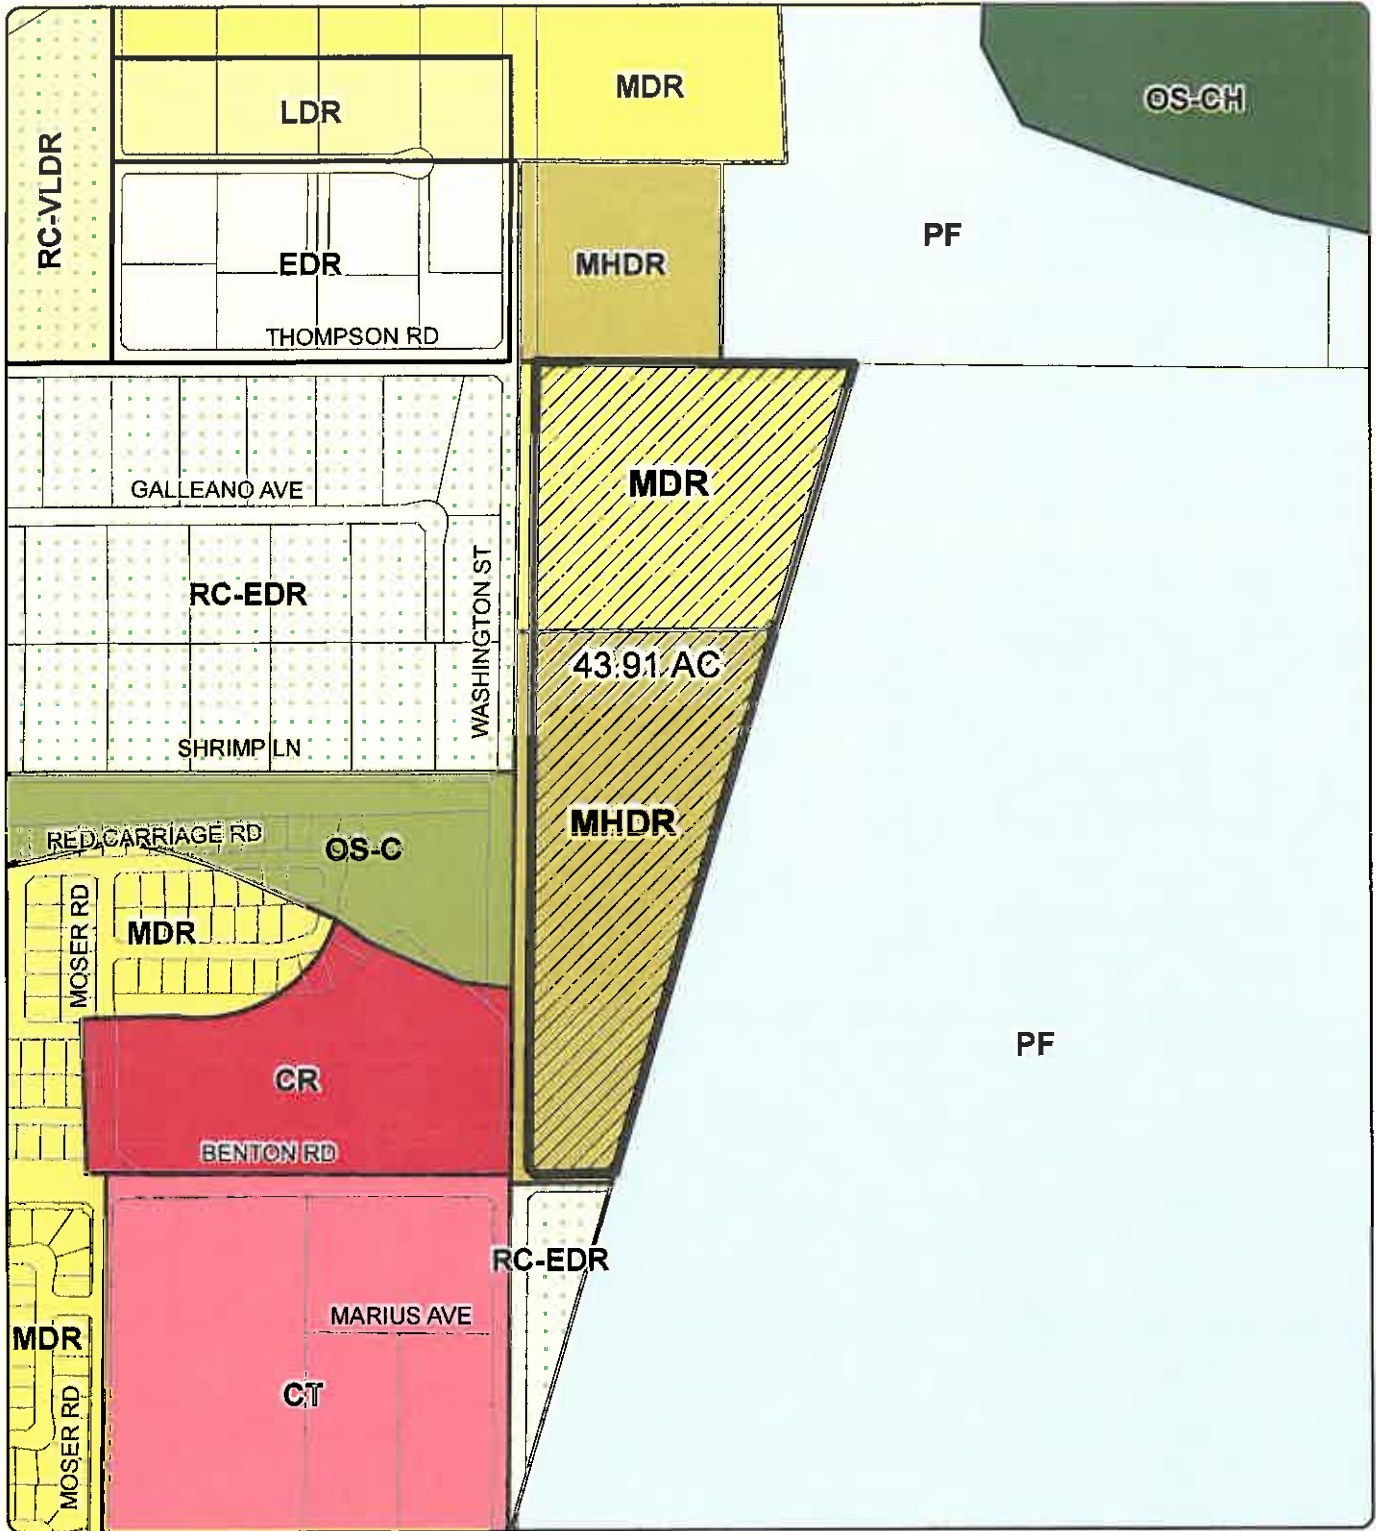 MDR
OS-CH
LDR
RC-VLDR
PF
EDR
MHDR
THOMPSON RD
MDR
GALLEANO AVE
RC-EDR
WASHINGTON ST
43.91 AC
SHRIMP LN
MHDR
RED CARRIAGE RD
OS-C
MOSER RD
MDR
PF
CR
BENTON RD
RC-EDR
MARIUS AVE
MDR
CT
MOSER RD